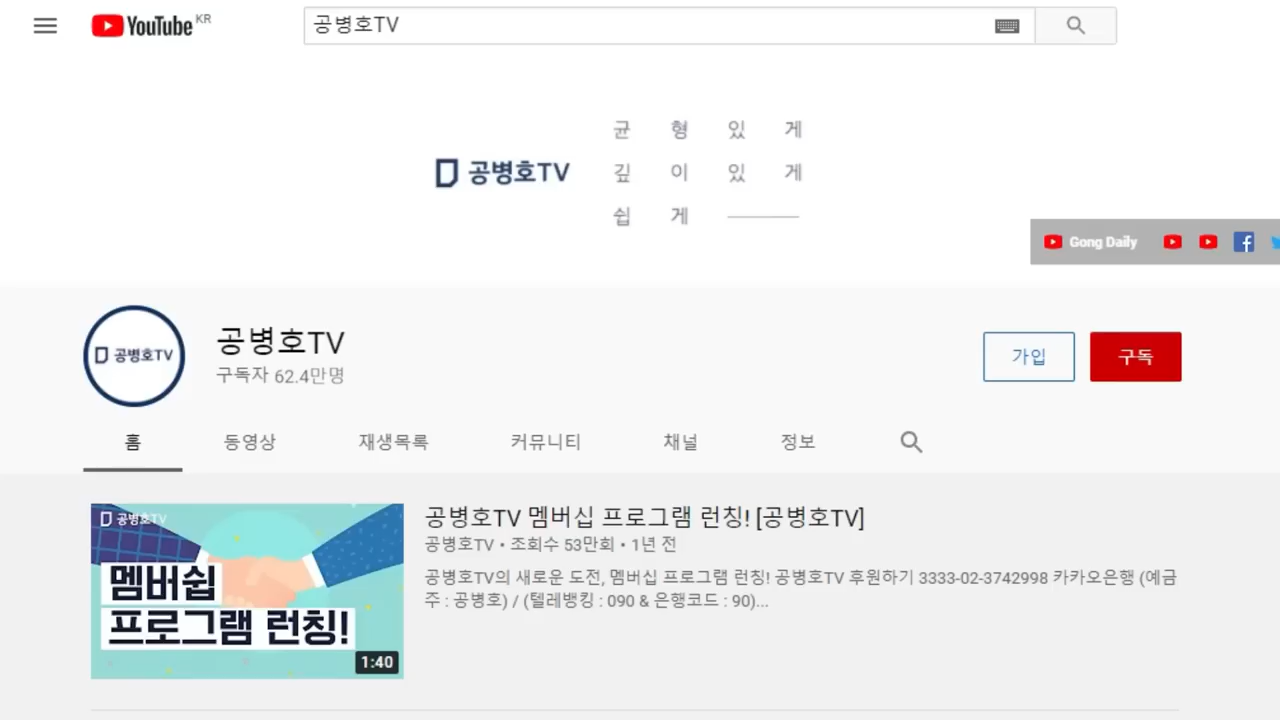 YouTube KR
공병호TV
균 형 있 게
공병호TV
깊 이 있 게
쉽 게
Gong Daily
공병호TV
공병호TV
구독자 62.4만명
가입
구독
홈
동영상
재생목록
커뮤니티
채널
정보
공병호TV
멤버쉽
프로그램 런칭!
1:40
공병호TV 멤버십 프로그램 런칭! [공병호TV]
공병호TV • 조회수 53만회 • 1년 전
공병호TV의 새로운 도전, 멤버십 프로그램 런칭! 공병호TV 후원하기 3333-02-3742998 카카오은행 (예금
주 : 공병호) / (텔레뱅킹 : 090 & 은행코드 : 90)...